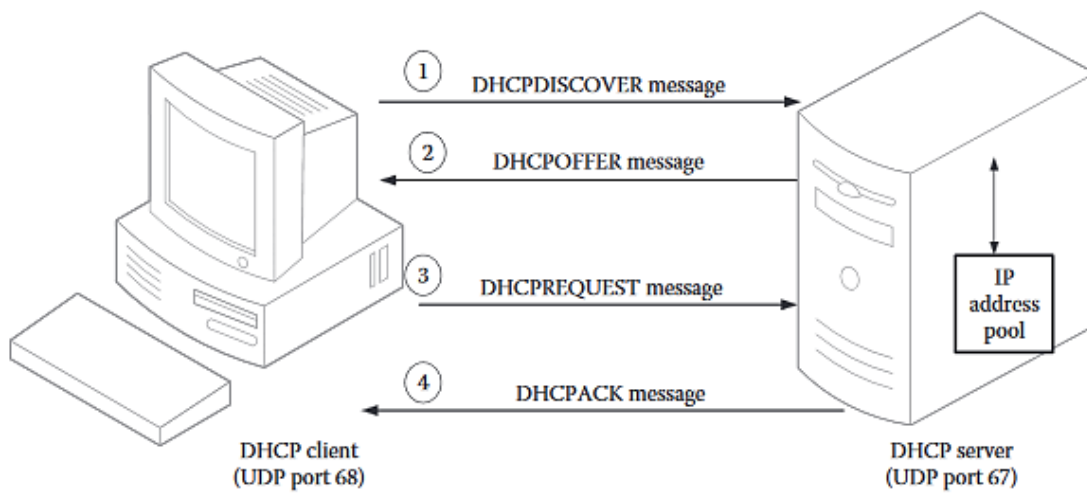 1
DHCPDISCOVER message
2
DHCPOFFER message
3
DHCPREQUEST message
IP
address
pool
4
DHCPACK message
DHCP client
(UDP port 68)
DHCP server
(UDP port 67)